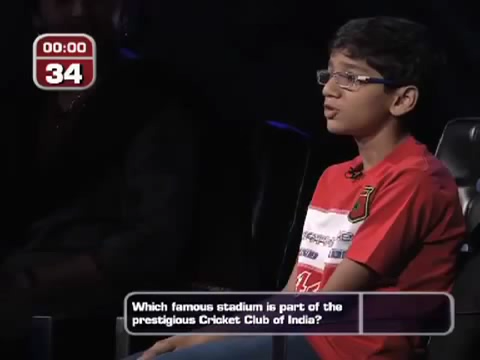 00:00
34
Which famous stadium is part of the
prestigious Cricket Club of India?